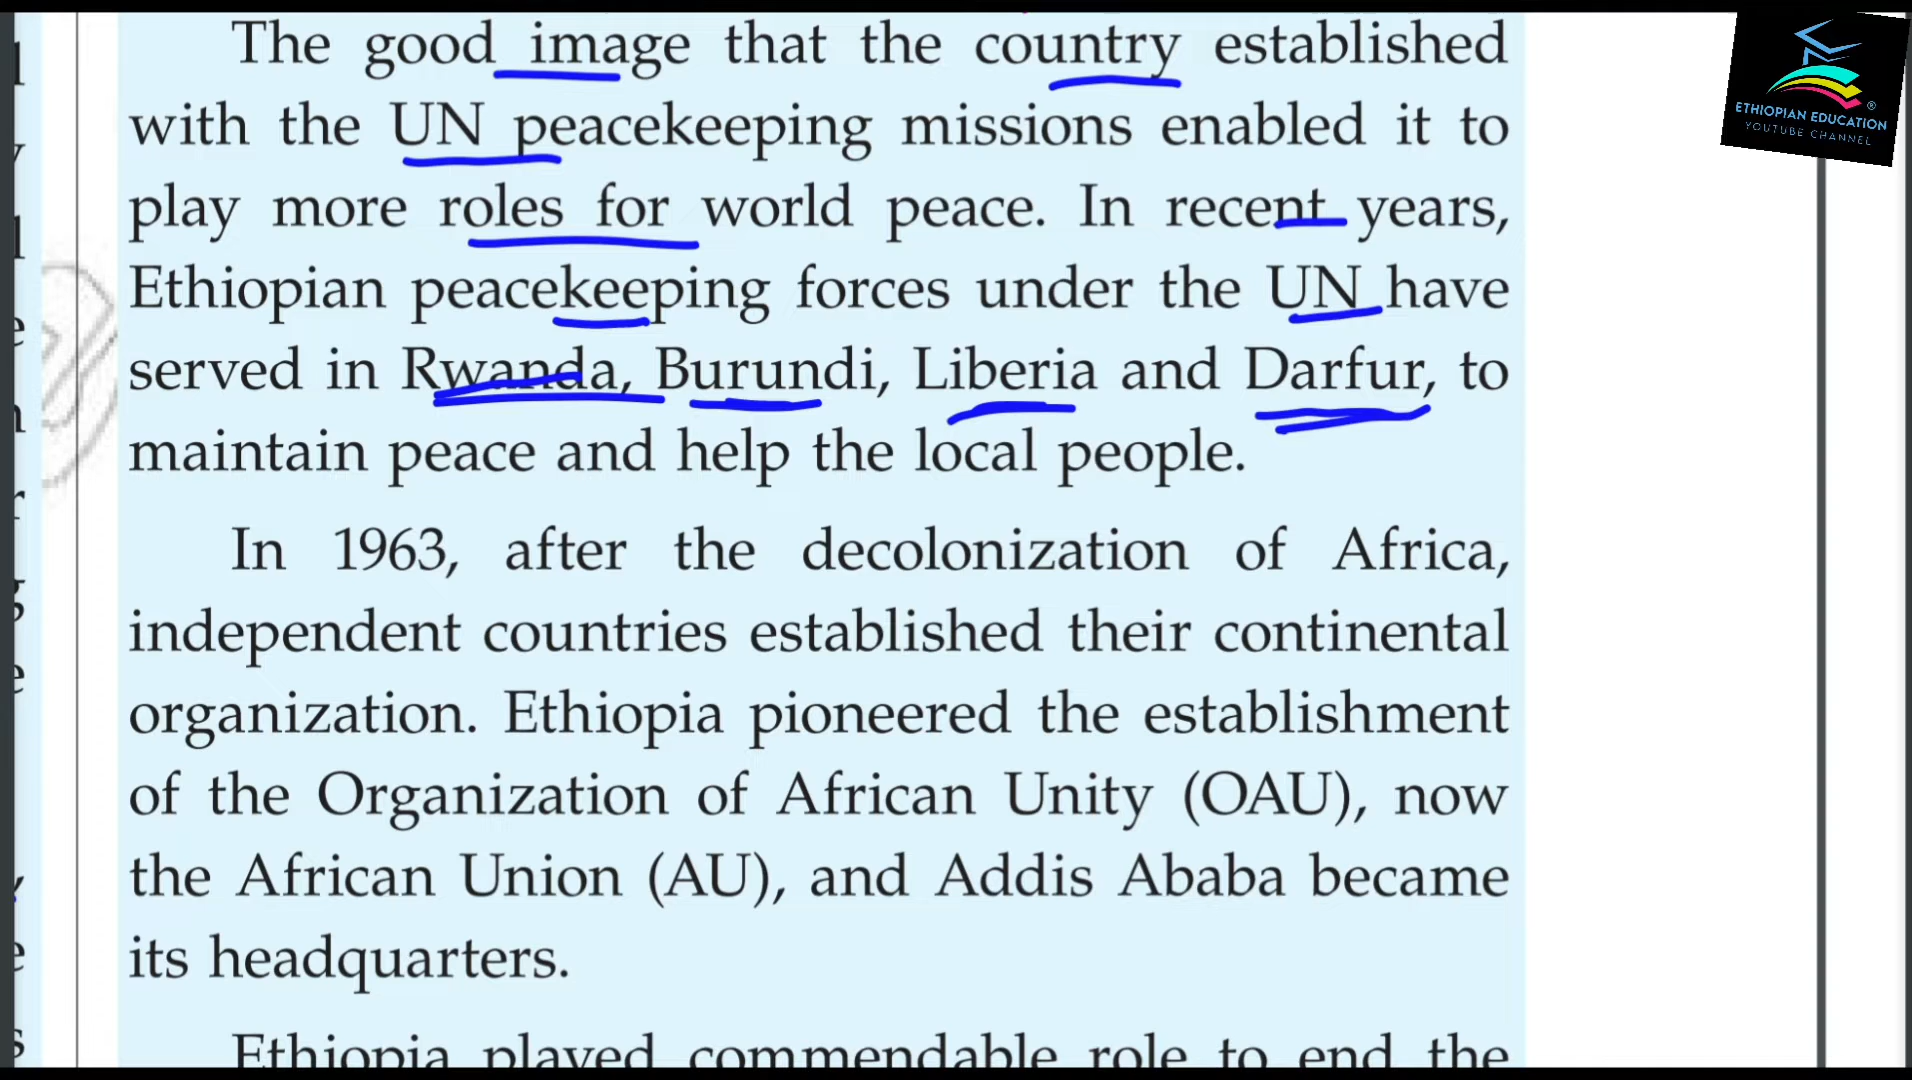 The good image that the country established
with the UN peacekeeping missions enabled it to
play more roles for world peace. In recent years,
Ethiopian peacekeeping forces under the UN have
served in Rwanda, Burundi, Liberia and Darfur, to
maintain peace and help the local people.
In 1963, after the decolonization of Africa,
independent countries established their continental
organization. Ethiopia pioneered the establishment
of the Organization of African Unity (OAU), now
the African Union (AU), and Addis Ababa became
its headquarters.
Ethiopia played commendable role to end the
ETHIOPIAN EDUCATION ®
YOUTUBE CHANNEL